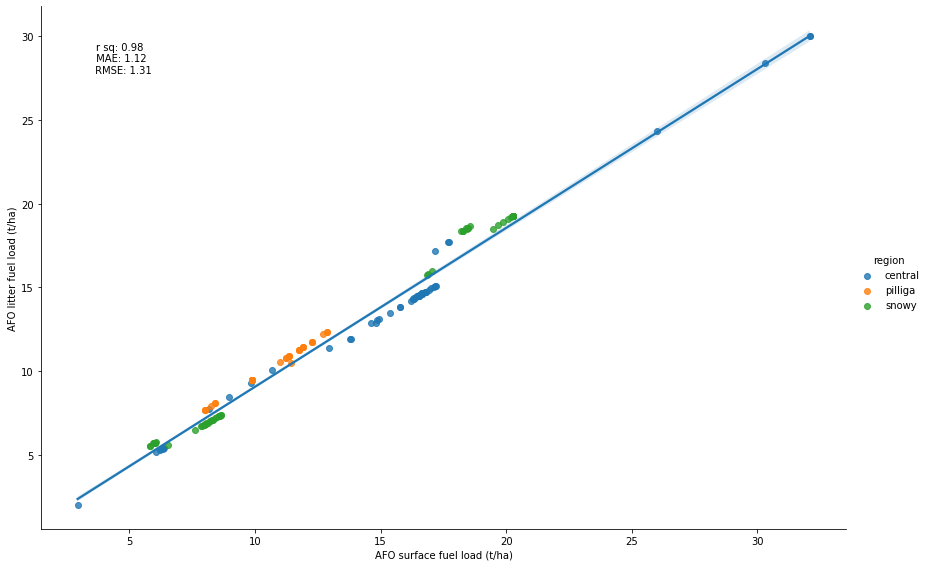 r sq: 0.98
MAE: 1.12
RMSE: 1.31
30
25
20
15
10
5
AFO litter fuel load (t/ha)
5
10
15
20
25
30
AFO surface fuel load (t/ha)
region
central
pilliga
snowy